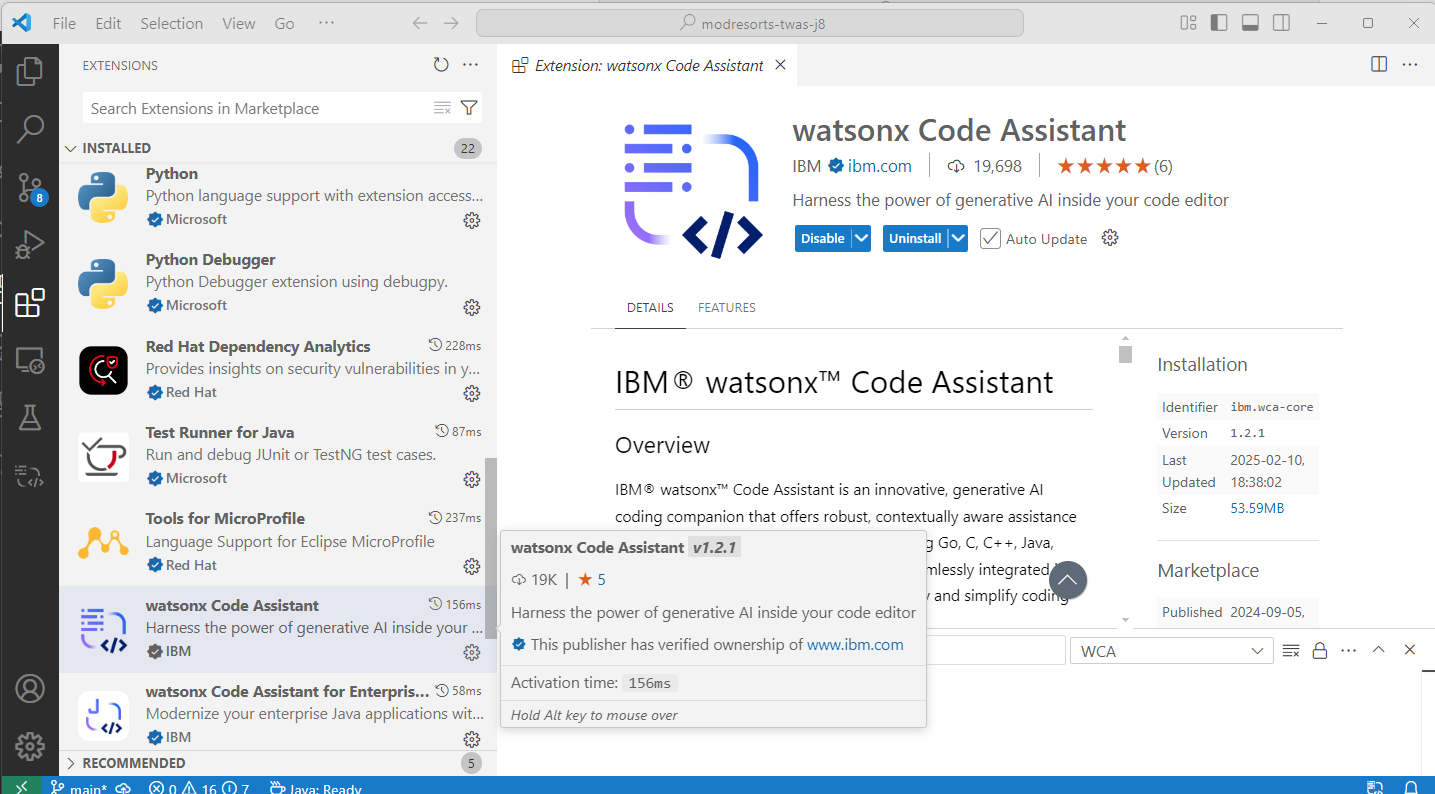 File Edit Selection View Go ···
modresorts-twas-j8
EXTENSIONS
Search Extensions in Marketplace
INSTALLED 22
Python
Python language support with extension access...
Microsoft
Python Debugger
Python Debugger extension using debugpy.
Microsoft
Red Hat Dependency Analytics 228ms
Provides insights on security vulnerabilities in y...
Red Hat
Test Runner for Java 87ms
Run and debug JUnit or TestNG test cases.
Microsoft
Tools for MicroProfile 237ms
Language Support for Eclipse MicroProfile
Red Hat
watsonx Code Assistant 156ms
Harness the power of generative AI inside your ...
IBM
watsonx Code Assistant for Enterpris... 58ms
Modernize your enterprise Java applications wit...
IBM
RECOMMENDED 5
8
Extension: watsonx Code Assistant
watsonx Code Assistant
IBM ibm.com 19,698 (6)
Harness the power of generative AI inside your code editor
Disable Uninstall Auto Update
DETAILS FEATURES
IBM® watsonx™ Code Assistant
Overview
IBM® watsonx™ Code Assistant is an innovative, generative AI
coding companion that offers robust, contextually aware assistance
g Go, C, C++, Java,
mlessly integrated
y and simplify coding
Installation
Identifier ibm.wca-core
Version 1.2.1
Last Updated 2025-02-10, 18:38:02
Size 53.59MB
Marketplace
Published 2024-09-05,
watsonx Code Assistant v1.2.1
19K | 5
Harness the power of generative AI inside your code editor
This publisher has verified ownership of www.ibm.com
Activation time: 156ms
Hold Alt key to mouse over
WCA
main* 0 16 7 Java: Ready